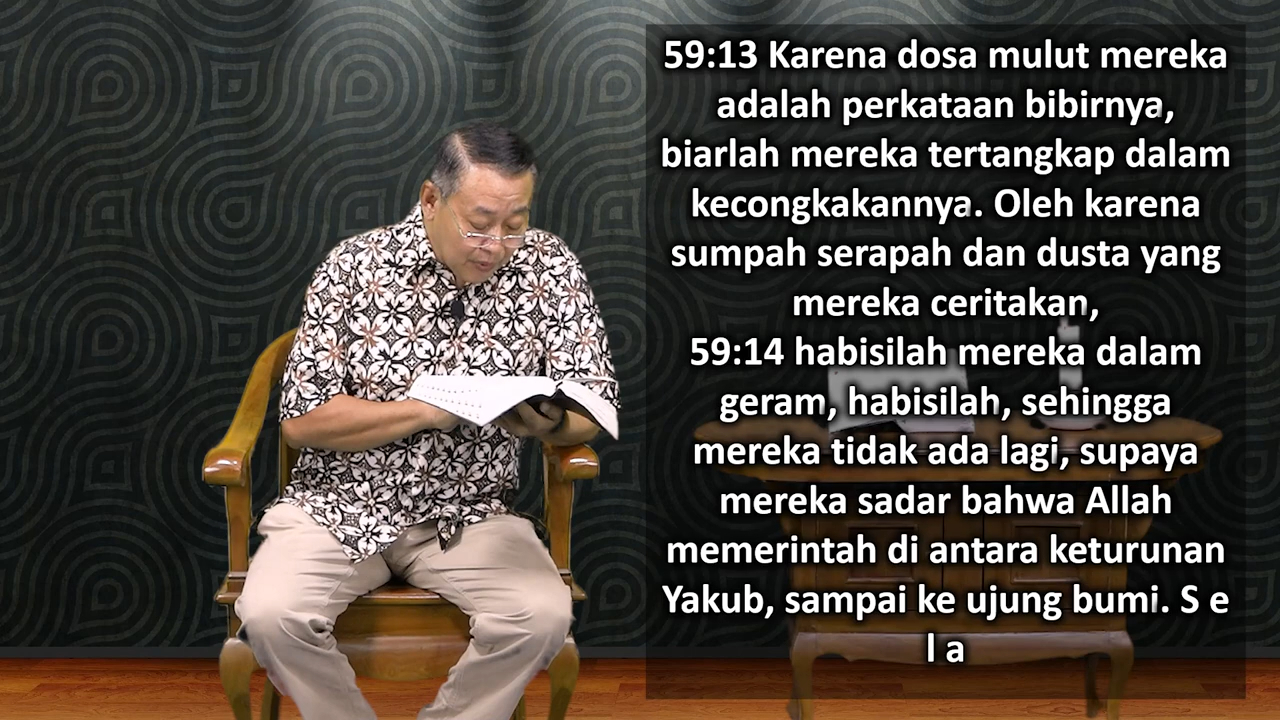 59:13 Karena dosa mulut mereka
adalah perkataan bibirnya,
biarlah mereka tertangkap dalam
kecongkakannya. Oleh karena
sumpah serapah dan dusta yang
mereka ceritakan,
59:14 habisilah mereka dalam
geram, habisilah, sehingga
mereka tidak ada lagi, supaya
mereka sadar bahwa Allah
memerintah di antara keturunan
Yakub, sampai ke ujung bumi. S e
l a